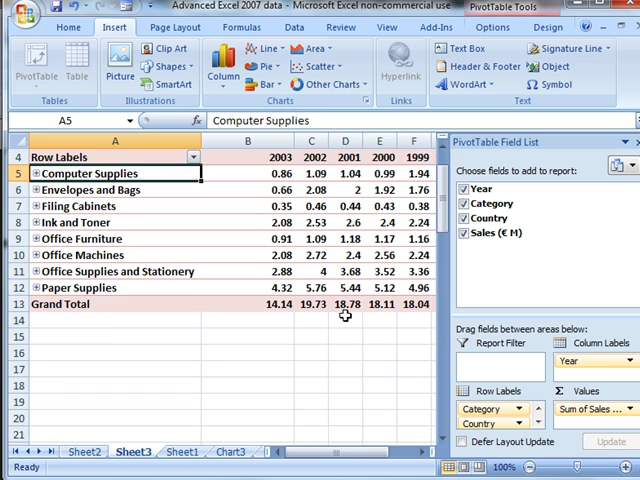 Advanced Excel 2007 data - Microsoft Excel non-commercial use
PivotTable Tools
Home Insert Page Layout Formulas Data Review View Add-Ins Options Design
PivotTable Table Picture Clip Art Shapes SmartArt Column Line Pie Bar Area Scatter Other Charts Hyperlink Text Box Header & Footer WordArt Signature Line Object Symbol
Tables Illustrations Charts Links Text
A5 fx Computer Supplies
A B C D E F
4 Row Labels 2003 2002 2001 2000 1999
5 Computer Supplies 0.86 1.09 1.04 0.99 1.94
6 Envelopes and Bags 0.66 2.08 2 1.92 1.76
7 Filing Cabinets 0.35 0.46 0.44 0.43 0.38
8 Ink and Toner 2.08 2.53 2.6 2.4 2.24
9 Office Furniture 0.91 1.09 1.18 1.17 1.16
10 Office Machines 2.08 2.72 2.4 2.56 2.24
11 Office Supplies and Stationery 2.88 4 3.68 3.52 3.36
12 Paper Supplies 4.32 5.76 5.44 5.12 4.96
13 Grand Total 14.14 19.73 18.78 18.11 18.04
14
15
16
17
18
19
20
21
PivotTable Field List
Choose fields to add to report:
Year
Category
Country
Sales (€ M)
Drag fields between areas below:
Report Filter Column Labels
Year
Row Labels Σ Values
Category Sum of Sales ...
Country
Defer Layout Update Update
Sheet2 Sheet3 Sheet1 Chart3
Ready 100%